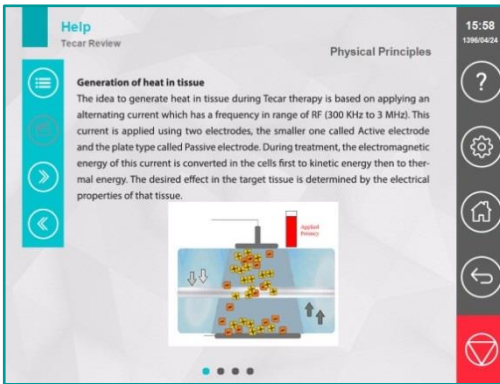 Help
Tecar Review
Physical Principles
15:58
1396/04/24
Generation of heat in tissue
The idea to generate heat in tissue during Tecar therapy is based on applying an
alternating current which has a frequency in range of RF (300 KHz to 3 MHz). This
current is applied using two electrodes, the smaller one called Active electrode
and the plate type called Passive electrode. During treatment, the electromagnetic
energy of this current is converted in the cells first to kinetic energy then to ther-
mal energy. The desired effect in the target tissue is determined by the electrical
properties of that tissue.
Applied
Potency
?